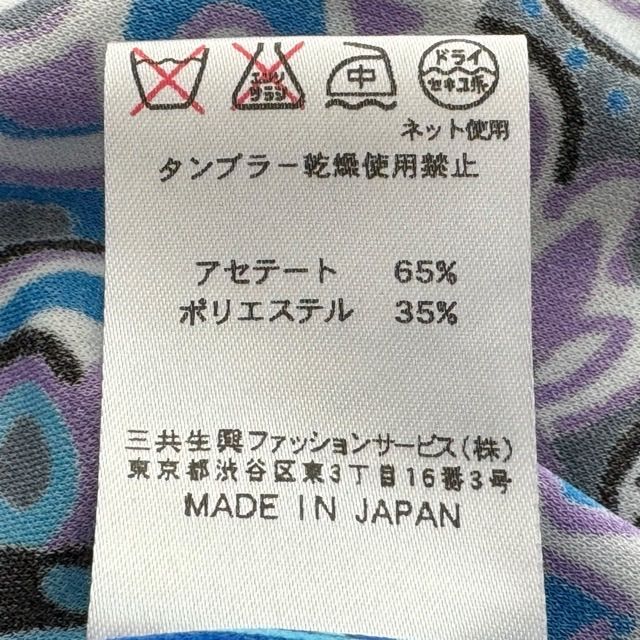 エンソ
サラシ
中
ドライ
セキユ系
ネット使用
タンブラー乾燥使用禁止
アセテート 65%
ポリエステル 35%
三共生興ファッションサービス(株)
東京都渋谷区東3丁目16番3号
MADE IN JAPAN